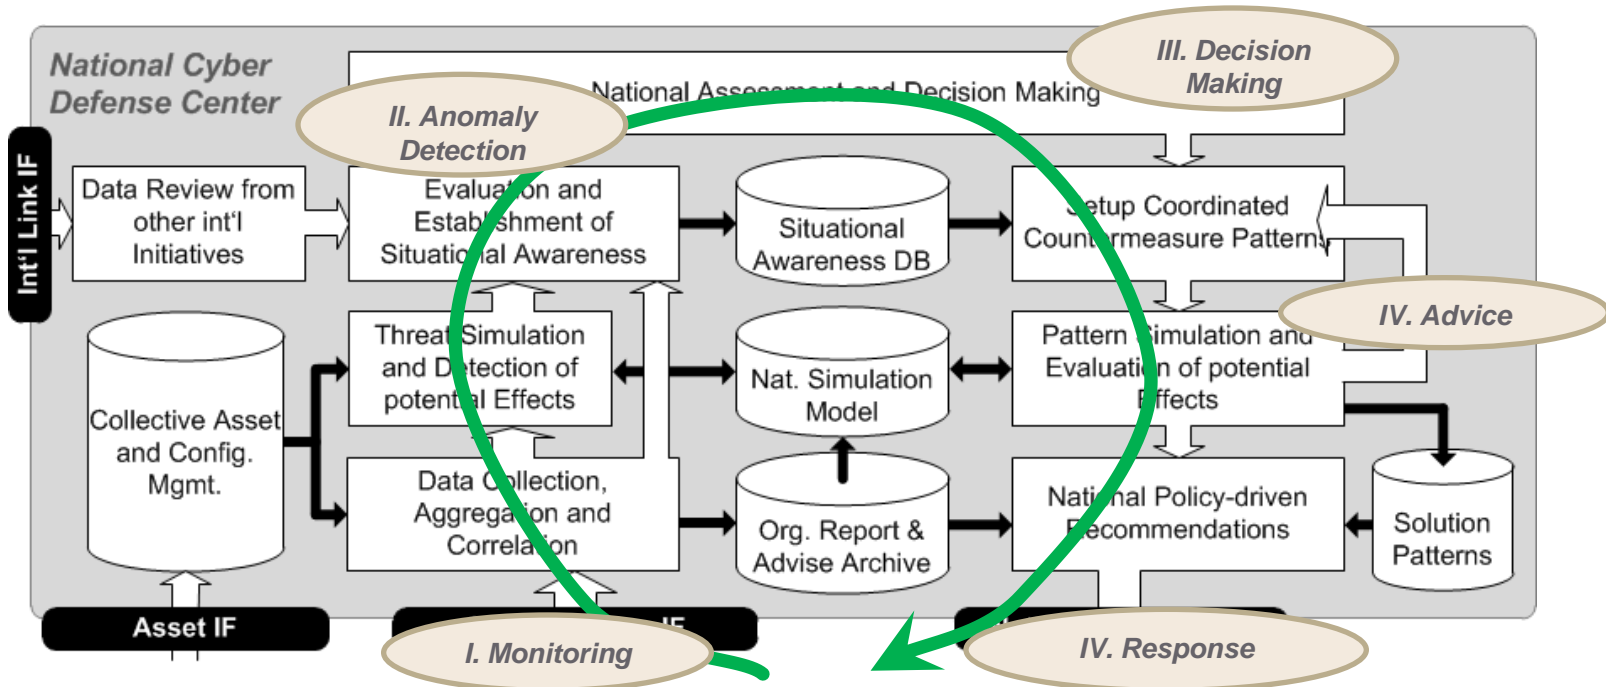 National Cyber
Defense Center
III. Decision
Making
National Assessment and Decision Making
II. Anomaly
Detection
Int'l Link IF
Data Review from
other int'l
Initiatives
Evaluation and
Establishment of
Situational Awareness
Situational
Awareness DB
Setup Coordinated
Countermeasure Patterns
IV. Advice
Collective Asset
and Config.
Mgmt.
Threat Simulation
and Detection of
potential Effects
Nat. Simulation
Model
Pattern Simulation and
Evaluation of potential
Effects
Data Collection,
Aggregation and
Correlation
Org. Report &
Advise Archive
National Policy-driven
Recommendations
Solution
Patterns
Asset IF
IF
I. Monitoring
IV. Response